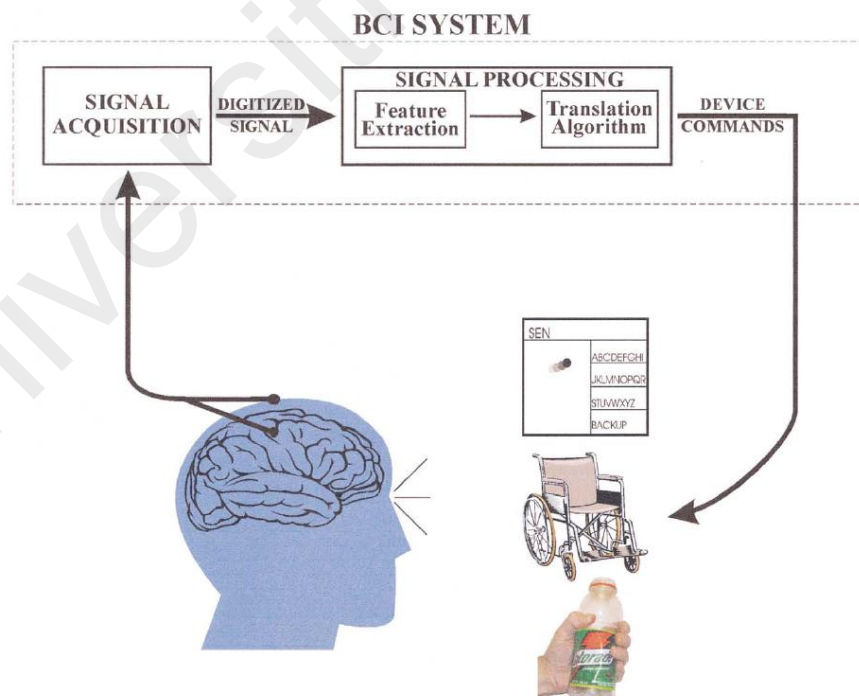 BCI SYSTEM
SIGNAL
ACQUISITION
DIGITIZED
SIGNAL
SIGNAL PROCESSING
Feature
Extraction
Translation
Algorithm
DEVICE
COMMANDS
SEN
ABCDEFGHI
JKLMNOPQR
STUVWXYZ
BACKUP